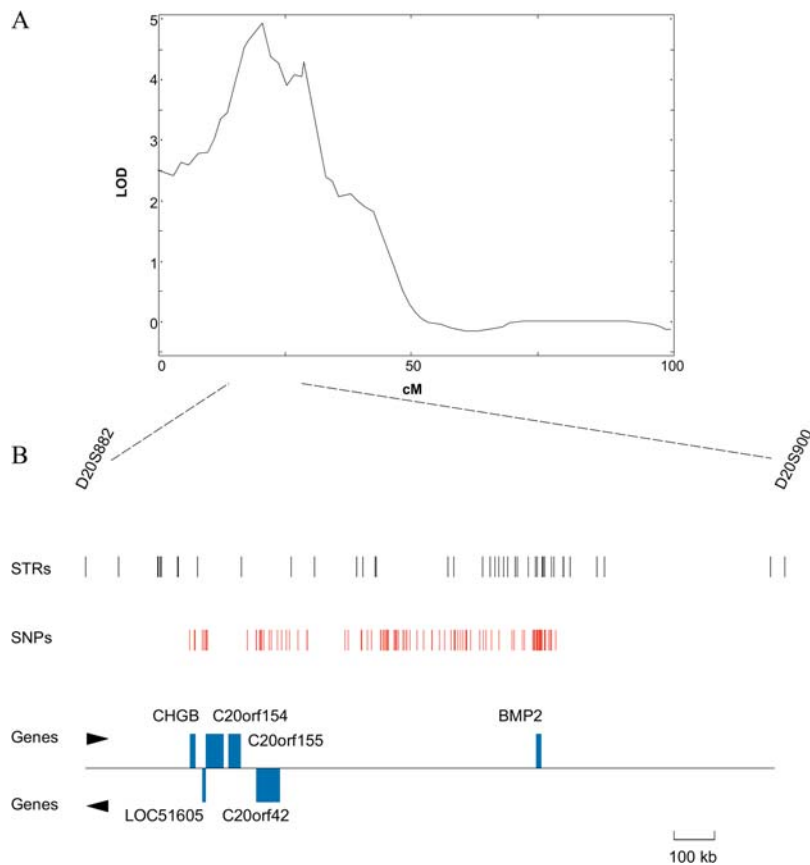 A
5
4
3
2
1
0
LOD
0 50 100
cM
D20S882
D20S900
B
STRs
SNPs
CHGB C20orf154 BMP2
Genes C20orf155
Genes LOC51605 C20orf42
100 kb